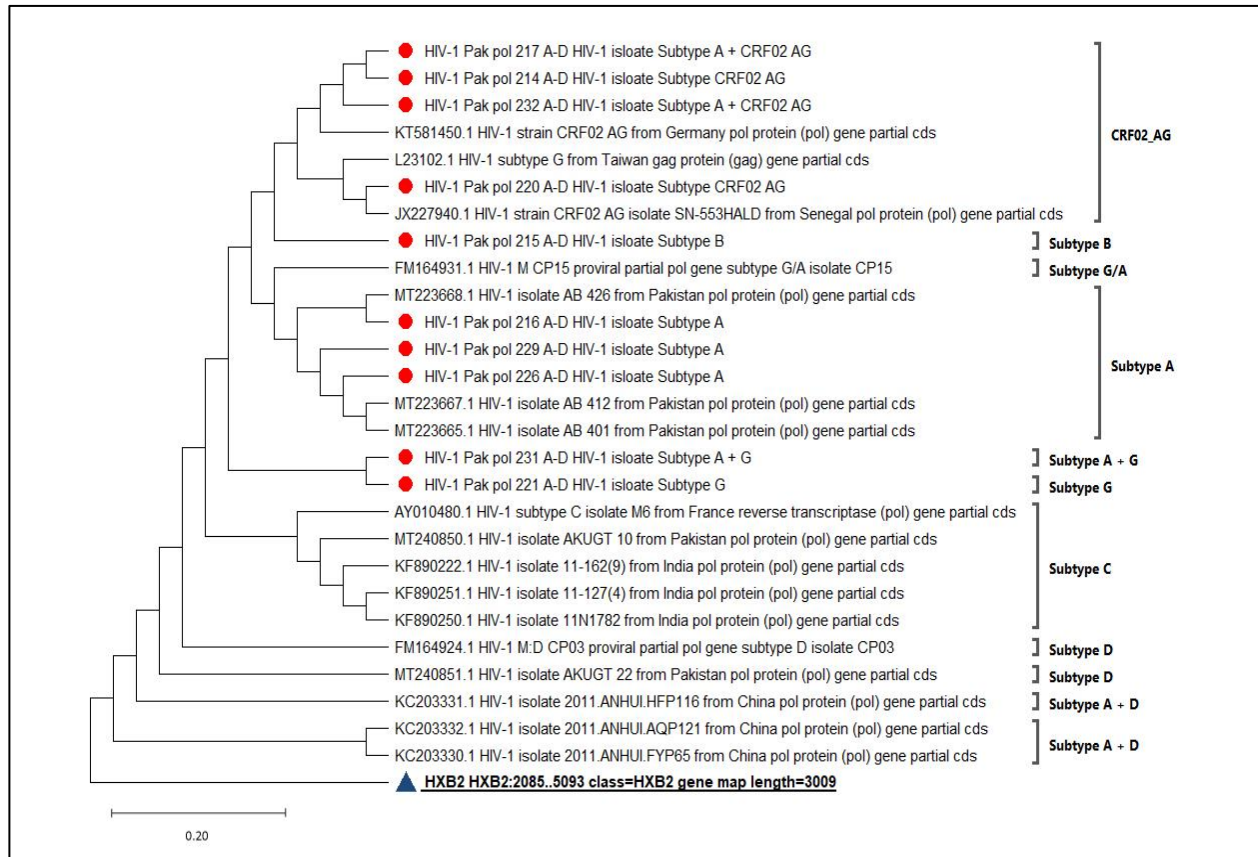 HIV-1 Pak pol 217 A-D HIV-1 isloate Subtype A + CRF02 AG
HIV-1 Pak pol 214 A-D HIV-1 isloate Subtype CRF02 AG
HIV-1 Pak pol 232 A-D HIV-1 isloate Subtype A + CRF02 AG
KT581450.1 HIV-1 strain CRF02 AG from Germany pol protein (pol) gene partial cds
CRF02_AG
L23102.1 HIV-1 subtype G from Taiwan gag protein (gag) gene partial cds
HIV-1 Pak pol 220 A-D HIV-1 isloate Subtype CRF02 AG
JX227940.1 HIV-1 strain CRF02 AG isolate SN-553HALD from Senegal pol protein (pol) gene partial cds
HIV-1 Pak pol 215 A-D HIV-1 isloate Subtype B
Subtype B
FM164931.1 HIV-1 M CP15 proviral partial pol gene subtype G/A isolate CP15
Subtype G/A
MT223668.1 HIV-1 isolate AB 426 from Pakistan pol protein (pol) gene partial cds
HIV-1 Pak pol 216 A-D HIV-1 isloate Subtype A
HIV-1 Pak pol 229 A-D HIV-1 isloate Subtype A
Subtype A
HIV-1 Pak pol 226 A-D HIV-1 isloate Subtype A
MT223667.1 HIV-1 isolate AB 412 from Pakistan pol protein (pol) gene partial cds
MT223665.1 HIV-1 isolate AB 401 from Pakistan pol protein (pol) gene partial cds
HIV-1 Pak pol 231 A-D HIV-1 isloate Subtype A + G
Subtype A + G
HIV-1 Pak pol 221 A-D HIV-1 isloate Subtype G
Subtype G
AY010480.1 HIV-1 subtype C isolate M6 from France reverse transcriptase (pol) gene partial cds
MT240850.1 HIV-1 isolate AKUGT 10 from Pakistan pol protein (pol) gene partial cds
KF890222.1 HIV-1 isolate 11-162(9) from India pol protein (pol) gene partial cds
Subtype C
KF890251.1 HIV-1 isolate 11-127(4) from India pol protein (pol) gene partial cds
KF890250.1 HIV-1 isolate 11N1782 from India pol protein (pol) gene partial cds
FM164924.1 HIV-1 M:D CP03 proviral partial pol gene subtype D isolate CP03
Subtype D
MT240851.1 HIV-1 isolate AKUGT 22 from Pakistan pol protein (pol) gene partial cds
Subtype D
KC203331.1 HIV-1 isolate 2011.ANHUI.HFP116 from China pol protein (pol) gene partial cds
Subtype A + D
KC203332.1 HIV-1 isolate 2011.ANHUI.AQP121 from China pol protein (pol) gene partial cds
Subtype A + D
KC203330.1 HIV-1 isolate 2011.ANHUI.FYP65 from China pol protein (pol) gene partial cds
HXB2 HXB2:2085..5093 class=HXB2 gene map length=3009
0.20